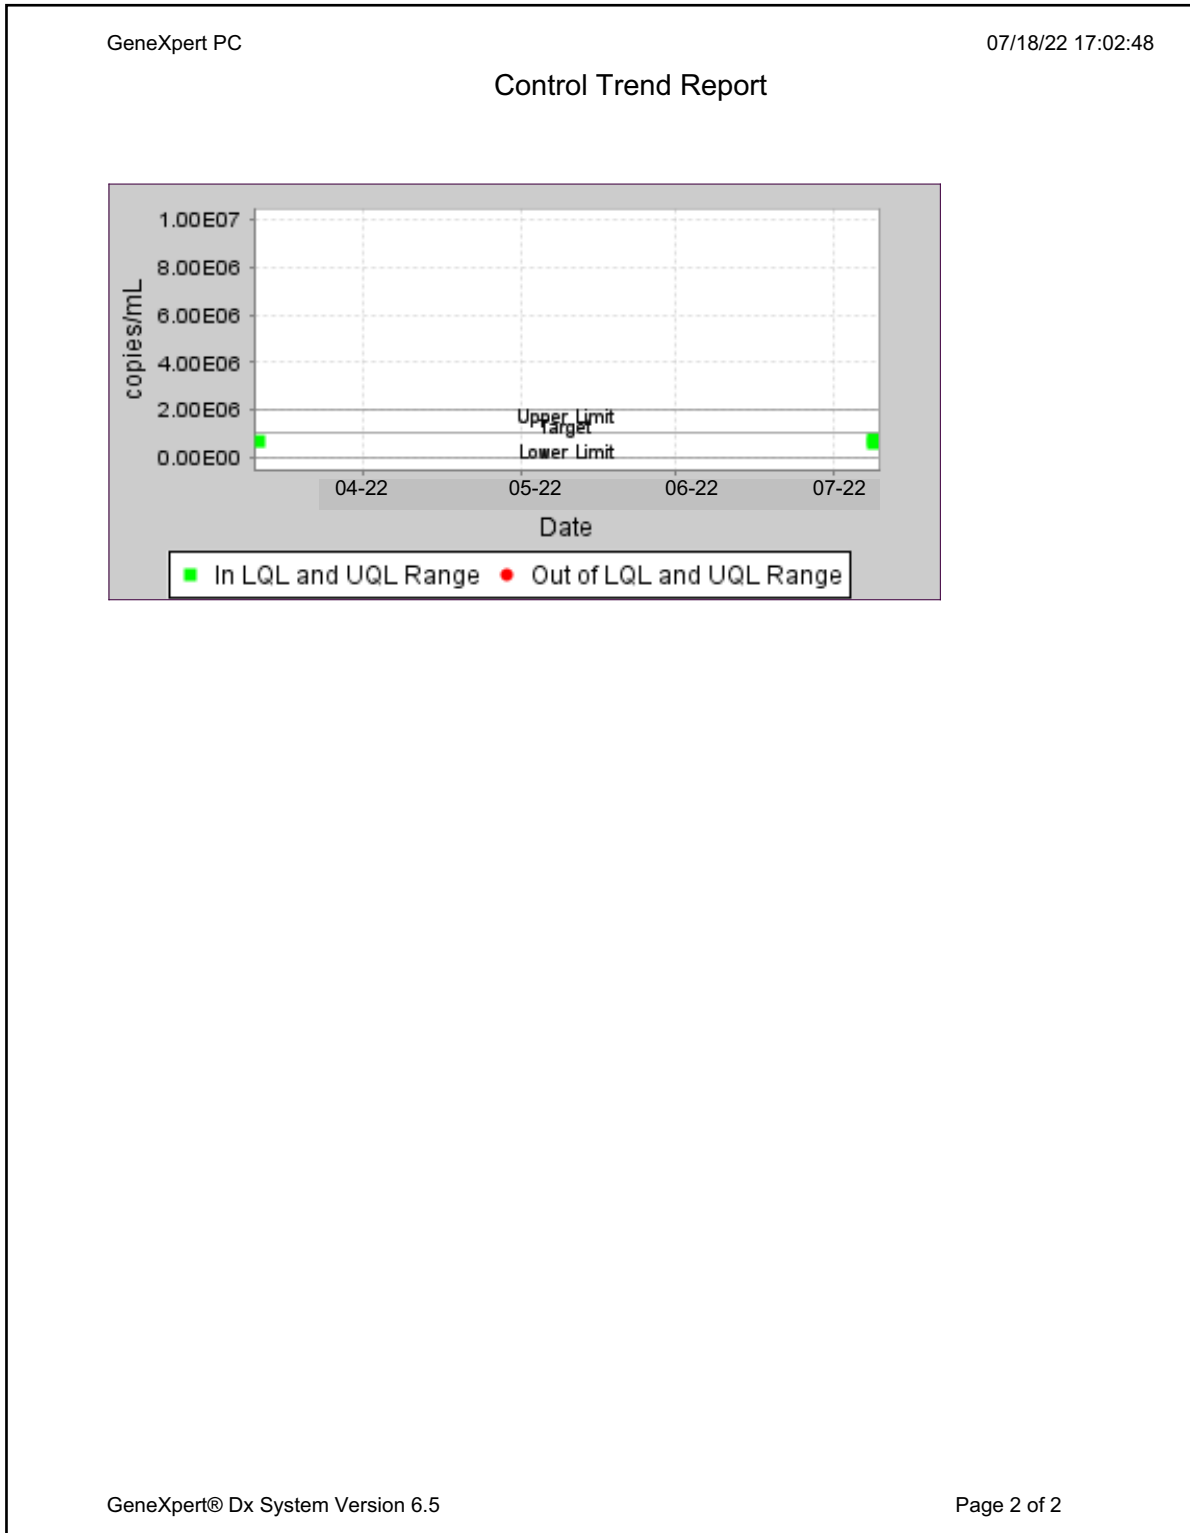 GeneXpert PC 07/18/22 17:02:48
Control Trend Report
1.00E07
8.00E06
6.00E06
4.00E06
2.00E06
0.00E00
copies/mL
Upper Limit
Target
Lower Limit
04-22 05-22 06-22 07-22
Date
In LQL and UQL Range Out of LQL and UQL Range
GeneXpert® Dx System Version 6.5 Page 2 of 2